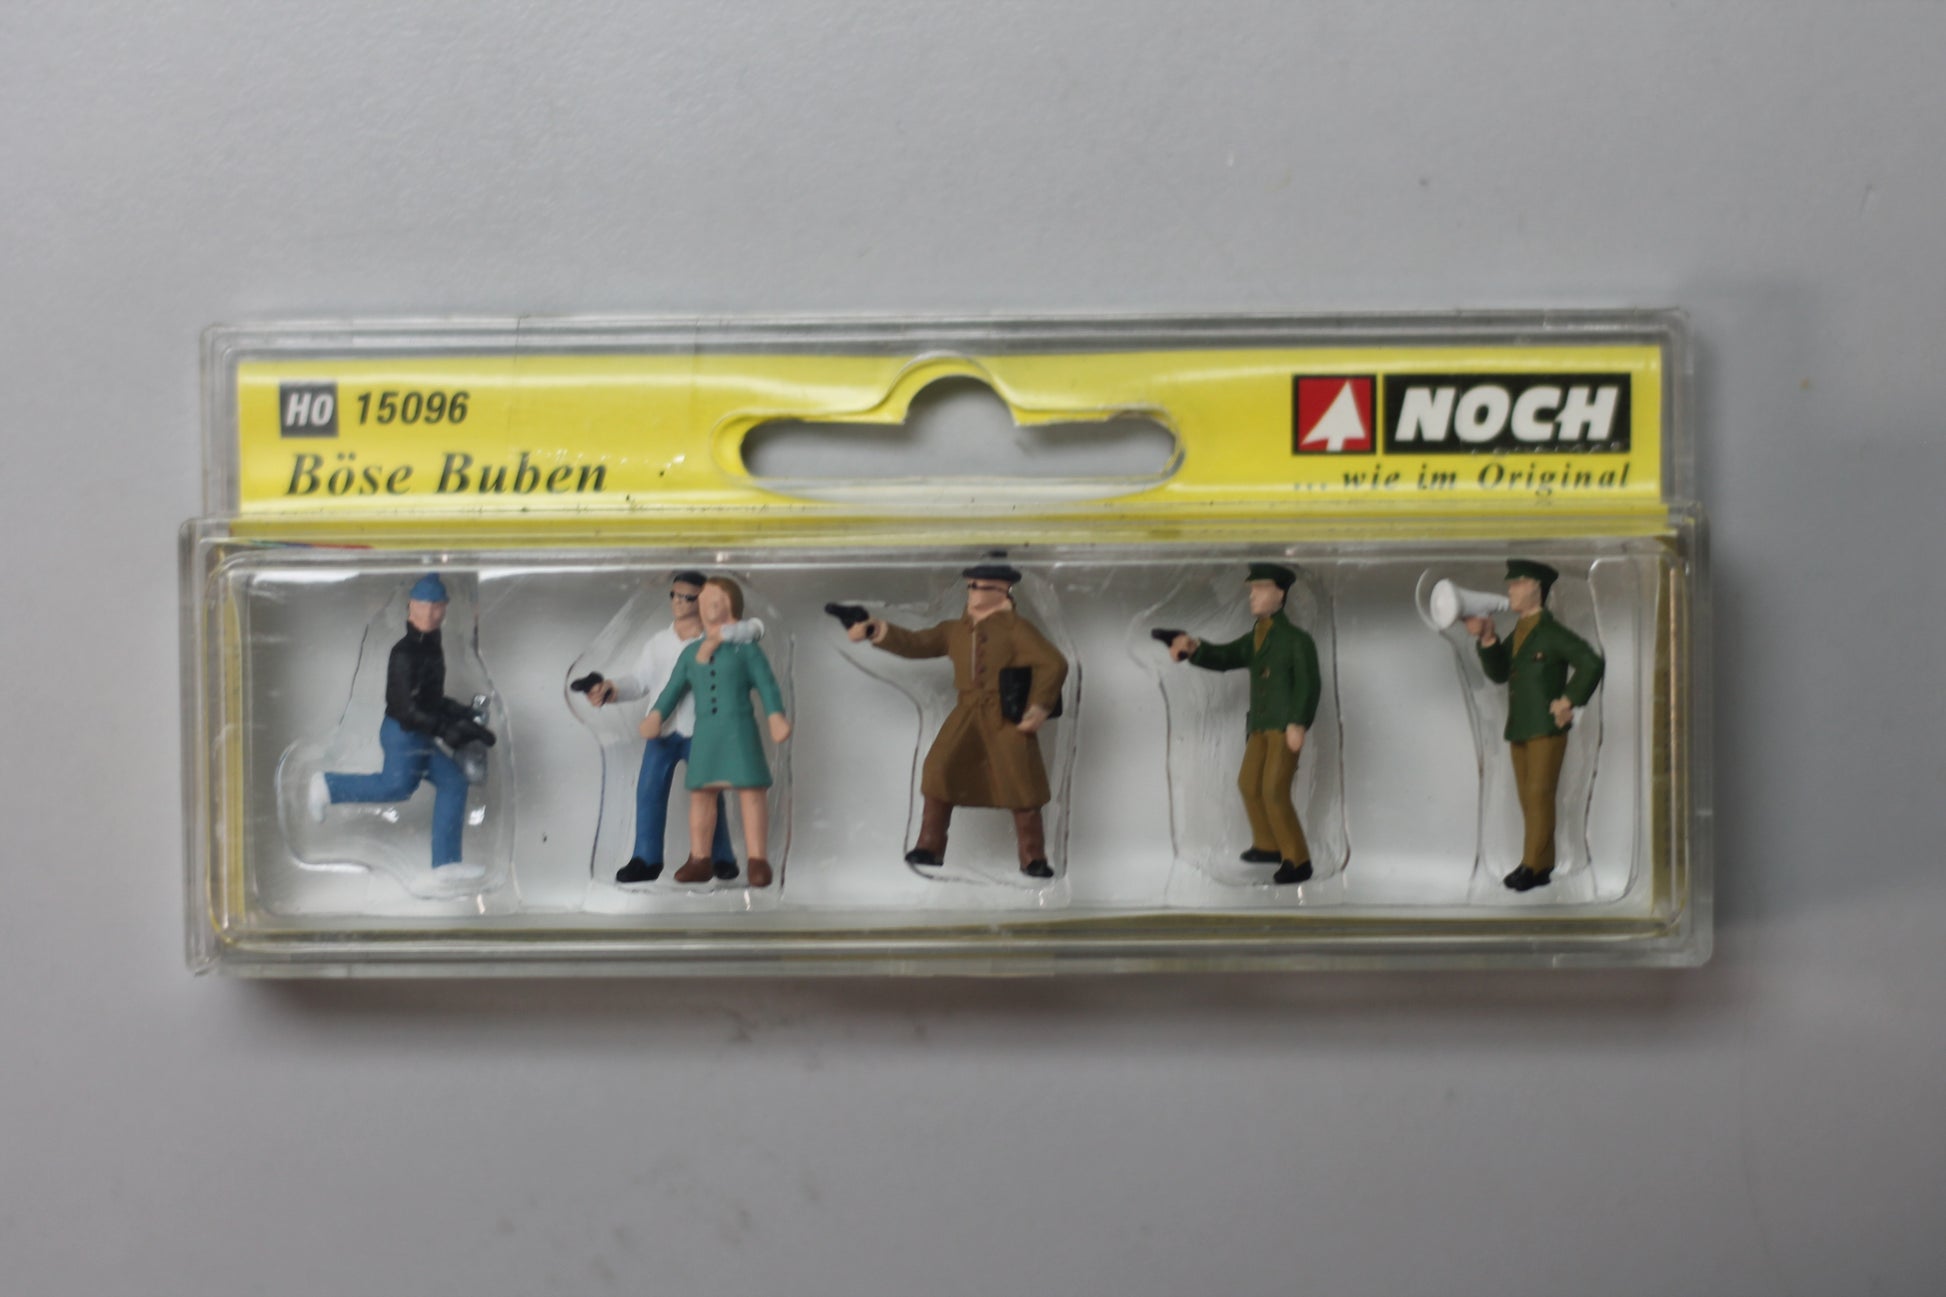 HO 15096
Böse Buben
NOCH
... wie im Original